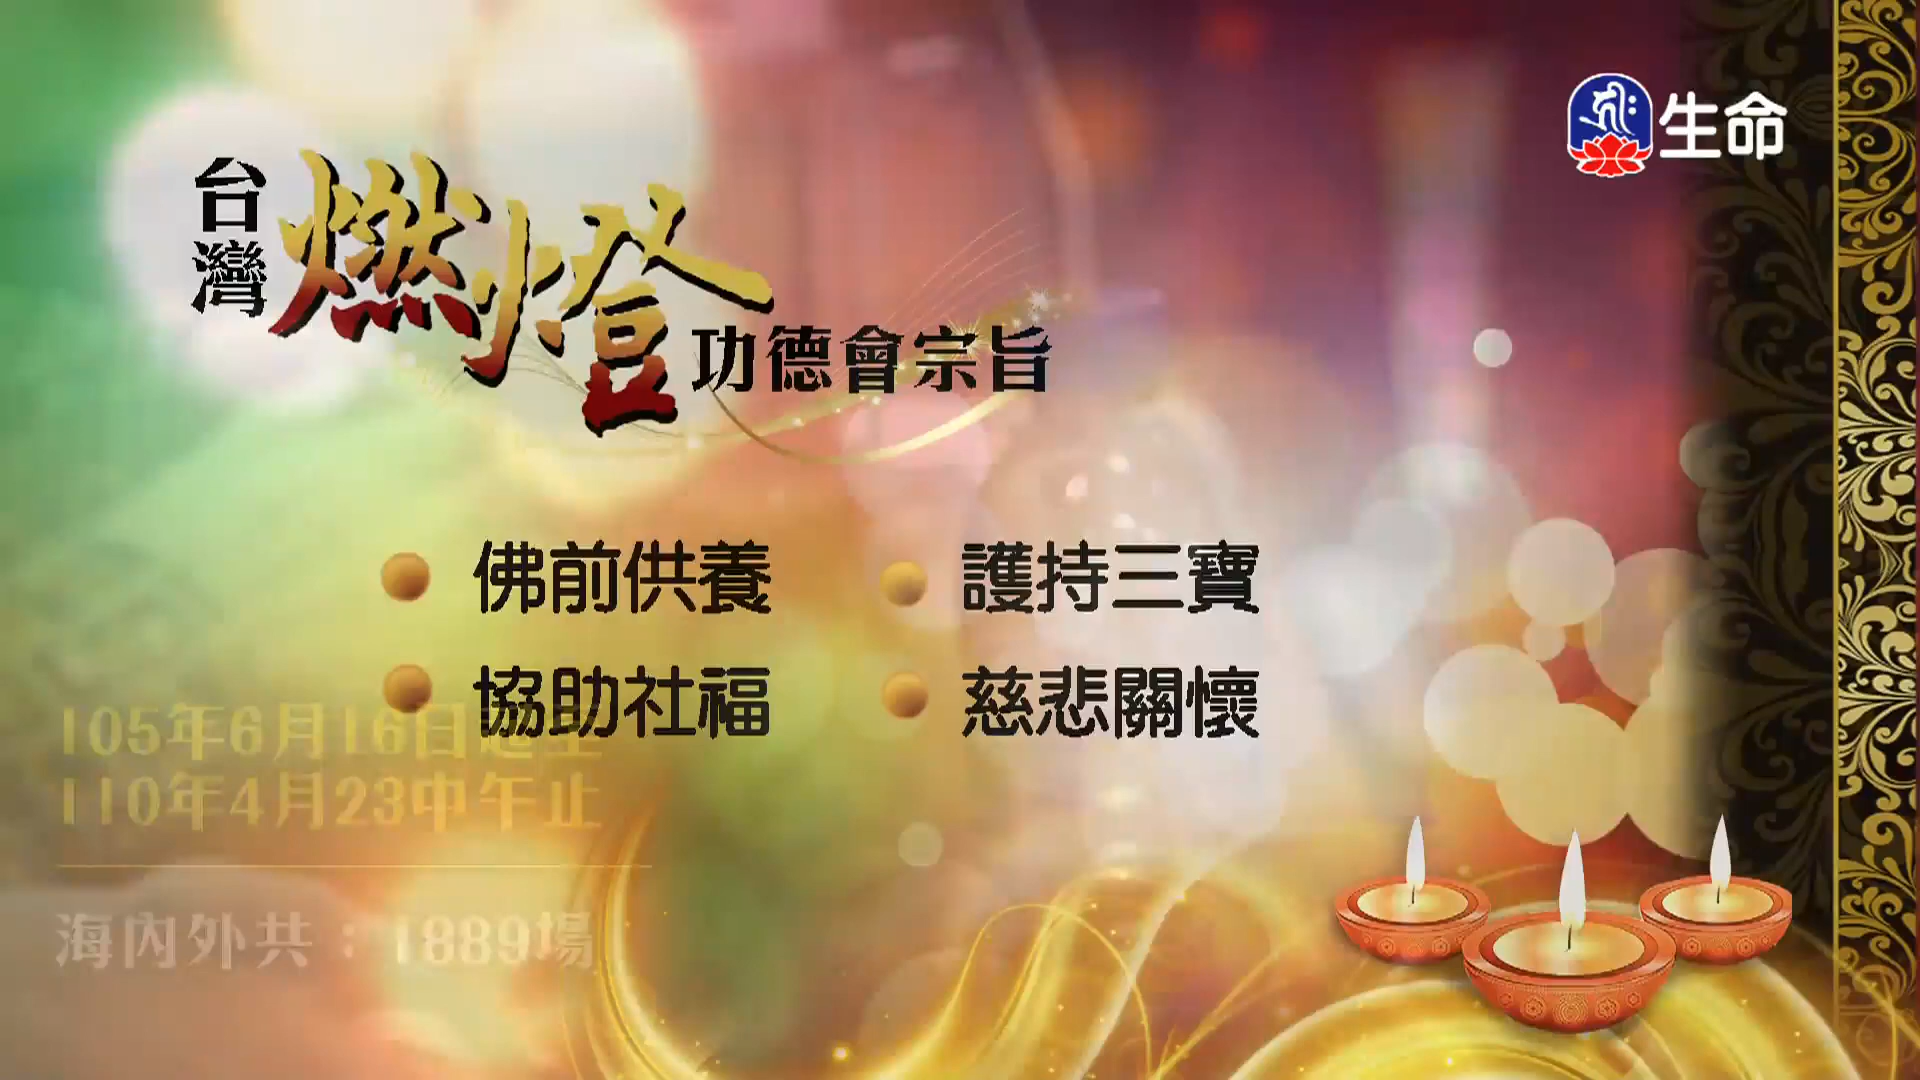 生命
台灣燃燈功德會宗旨
佛前供養
護持三寶
協助社福
慈悲關懷
105年6月16日起至
110年4月23中午止
海內外共：1889場